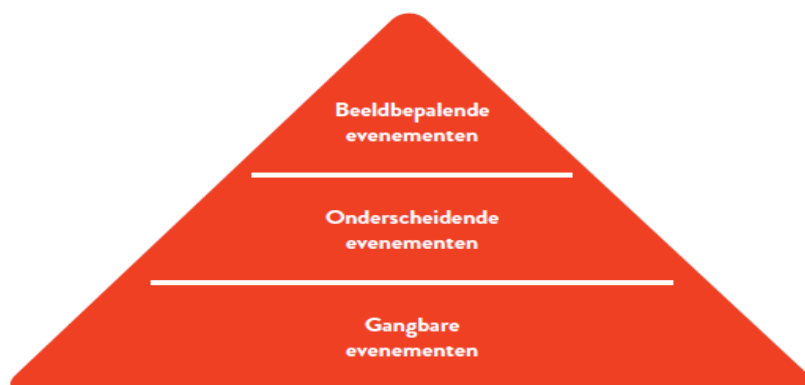 Beeldbepalende
evenementen
Onderscheidende
evenementen
Gangbare
evenementen